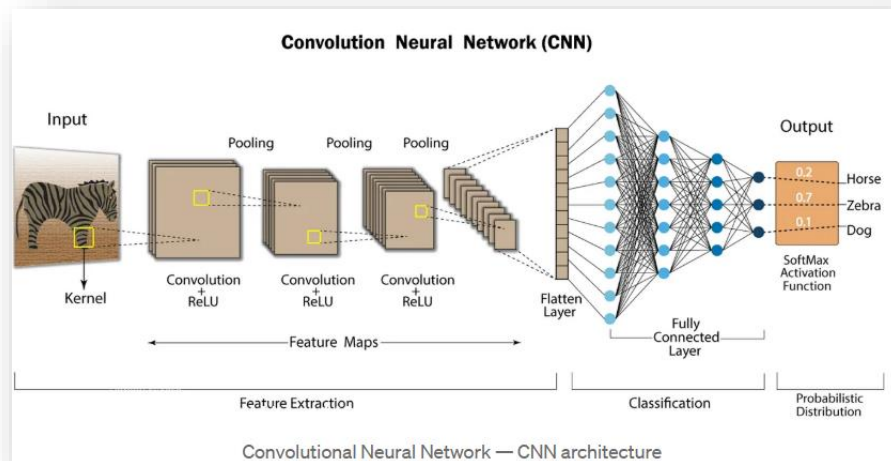 Convolution Neural Network (CNN)
Input
Pooling
Pooling
Pooling
Output
Kernel
Convolution
+
ReLU
Convolution
+
ReLU
Convolution
+
ReLU
Feature Maps
Flatten
Layer
Fully
Connected
Layer
0.2
0.7
0.1
Horse
Zebra
Dog
SoftMax
Activation
Function
Feature Extraction
Classification
Probabilistic
Distribution
Convolutional Neural Network — CNN architecture